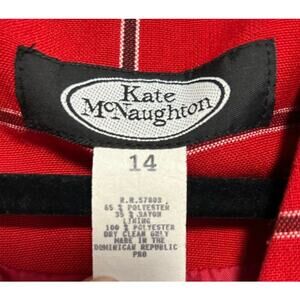 Kate
McNaughton
14
R.N.57803
65 % POLYESTER
35 % RAYON
LINING
100 % POLYESTER
DRY CLEAN ONLY
MADE IN THE
DOMINICAN REPUBLIC
PRO